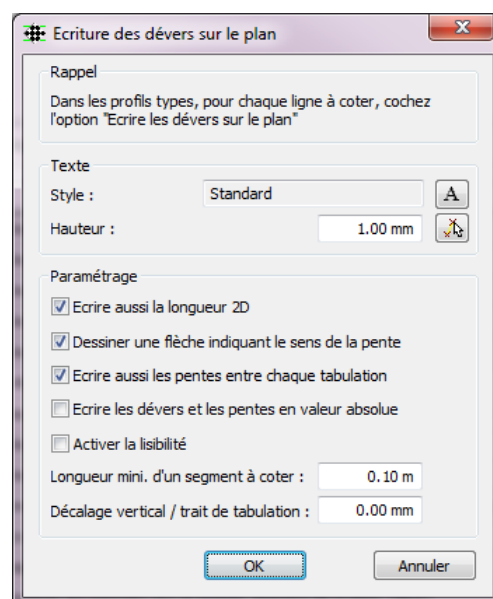 Ecriture des dévers sur le plan
Rappel
Dans les profils types, pour chaque ligne à coter, cochez
l'option "Ecrire les dévers sur le plan"
Texte
Style : Standard A
Hauteur : 1.00 mm
Paramétrage
Ecrire aussi la longueur 2D
Dessiner une flèche indiquant le sens de la pente
Ecrire aussi les pentes entre chaque tabulation
Ecrire les dévers et les pentes en valeur absolue
Activer la lisibilité
Longueur mini. d'un segment à coter : 0.10 m
Décalage vertical / trait de tabulation : 0.00 mm
OK Annuler